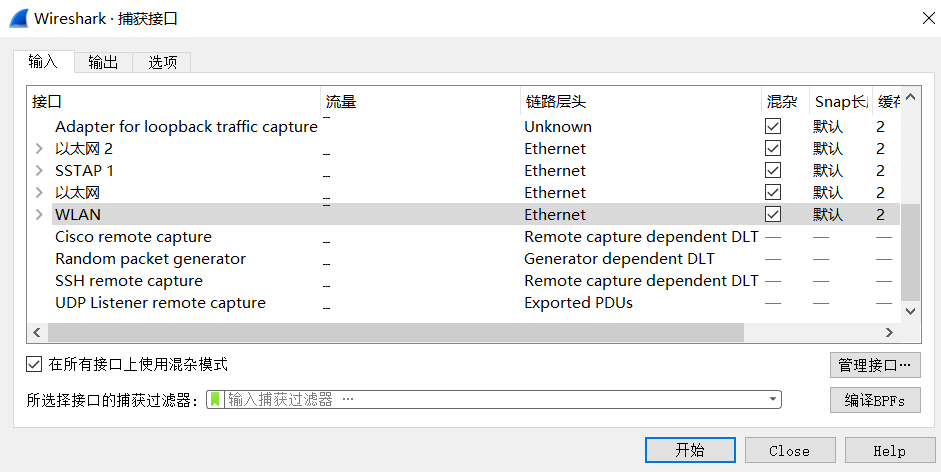 Wireshark · 捕获接口
输入 输出 选项
接口 流量 链路层头 混杂 Snap长 缓存
Adapter for loopback traffic capture _ Unknown 默认 2
以太网 2 _ Ethernet 默认 2
SSTAP 1 _ Ethernet 默认 2
以太网 _ Ethernet 默认 2
WLAN _ Ethernet 默认 2
Cisco remote capture _ Remote capture dependent DLT — — —
Random packet generator _ Generator dependent DLT — — —
SSH remote capture _ Remote capture dependent DLT — — —
UDP Listener remote capture _ Exported PDUs — — —
在所有接口上使用混杂模式 管理接口…
所选择接口的捕获过滤器: 输入捕获过滤器 … 编译BPFs
开始 Close Help